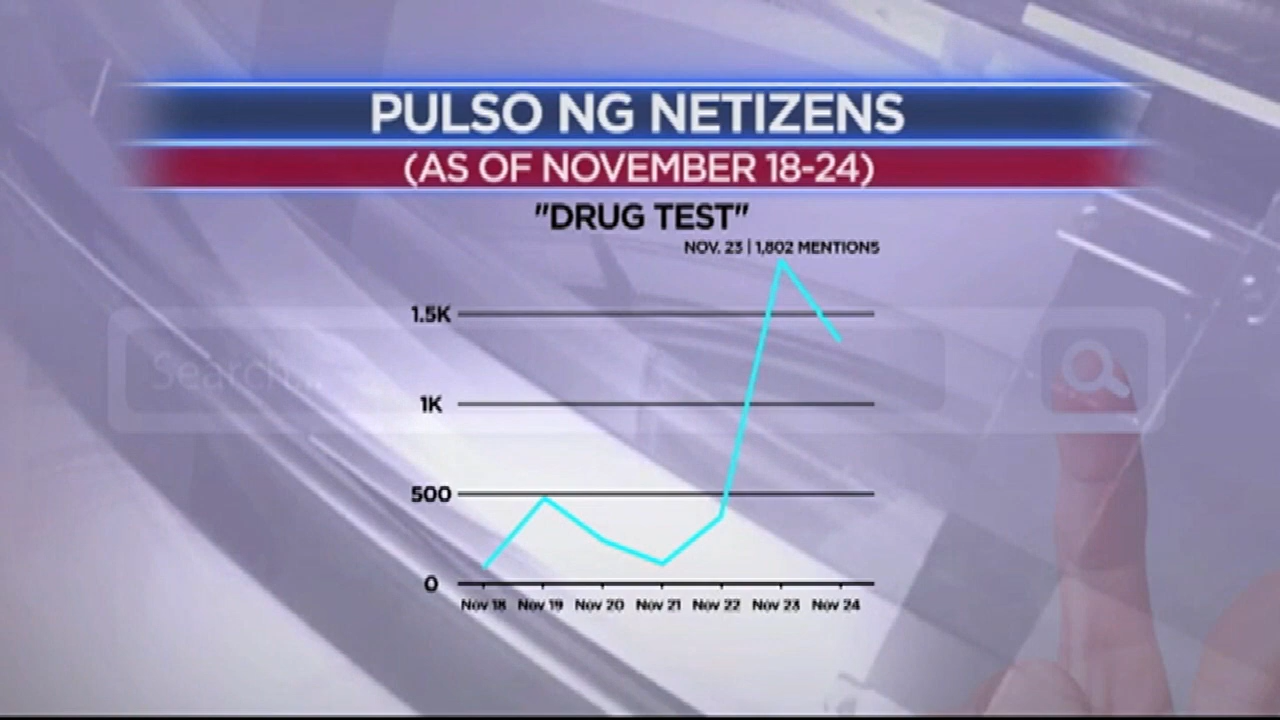 PULSO NG NETIZENS
(AS OF NOVEMBER 18-24)
"DRUG TEST"
NOV. 23 | 1,802 MENTIONS
1.5K
Search...
1K
500
0
Nov 18 Nov 19 Nov 20 Nov 21 Nov 22 Nov 23 Nov 24